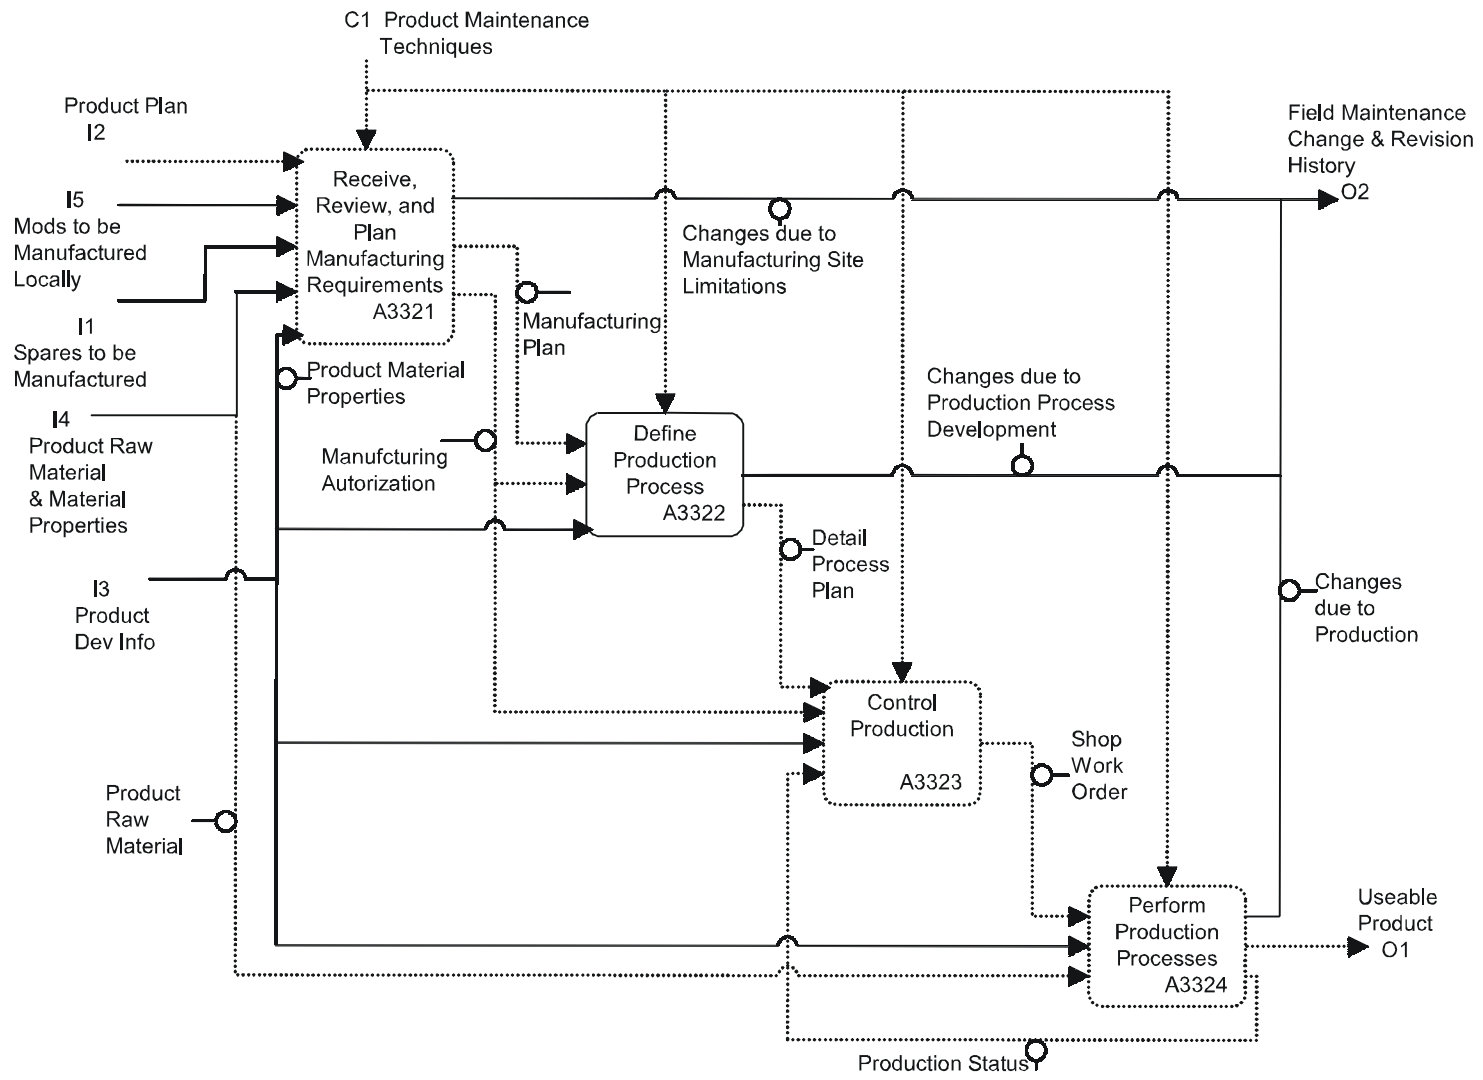 C1 Product Maintenance
Techniques
Product Plan
I2
I5
Mods to be
Manufactured
Locally
I1
Spares to be
Manufactured
I4
Product Raw
Material
& Material
Properties
I3
Product
Dev Info
Product
Raw
Material
Receive,
Review, and
Plan
Manufacturing
Requirements
A3321
Product Material
Properties
Manufcturing
Autorization
Manufacturing
Plan
Changes due to
Manufacturing Site
Limitations
Field Maintenance
Change & Revision
History
O2
Define
Production
Process
A3322
Changes due to
Production Process
Development
Detail
Process
Plan
Changes
due to
Production
Control
Production
A3323
Shop
Work
Order
Perform
Production
Processes
A3324
Useable
Product
O1
Production Status